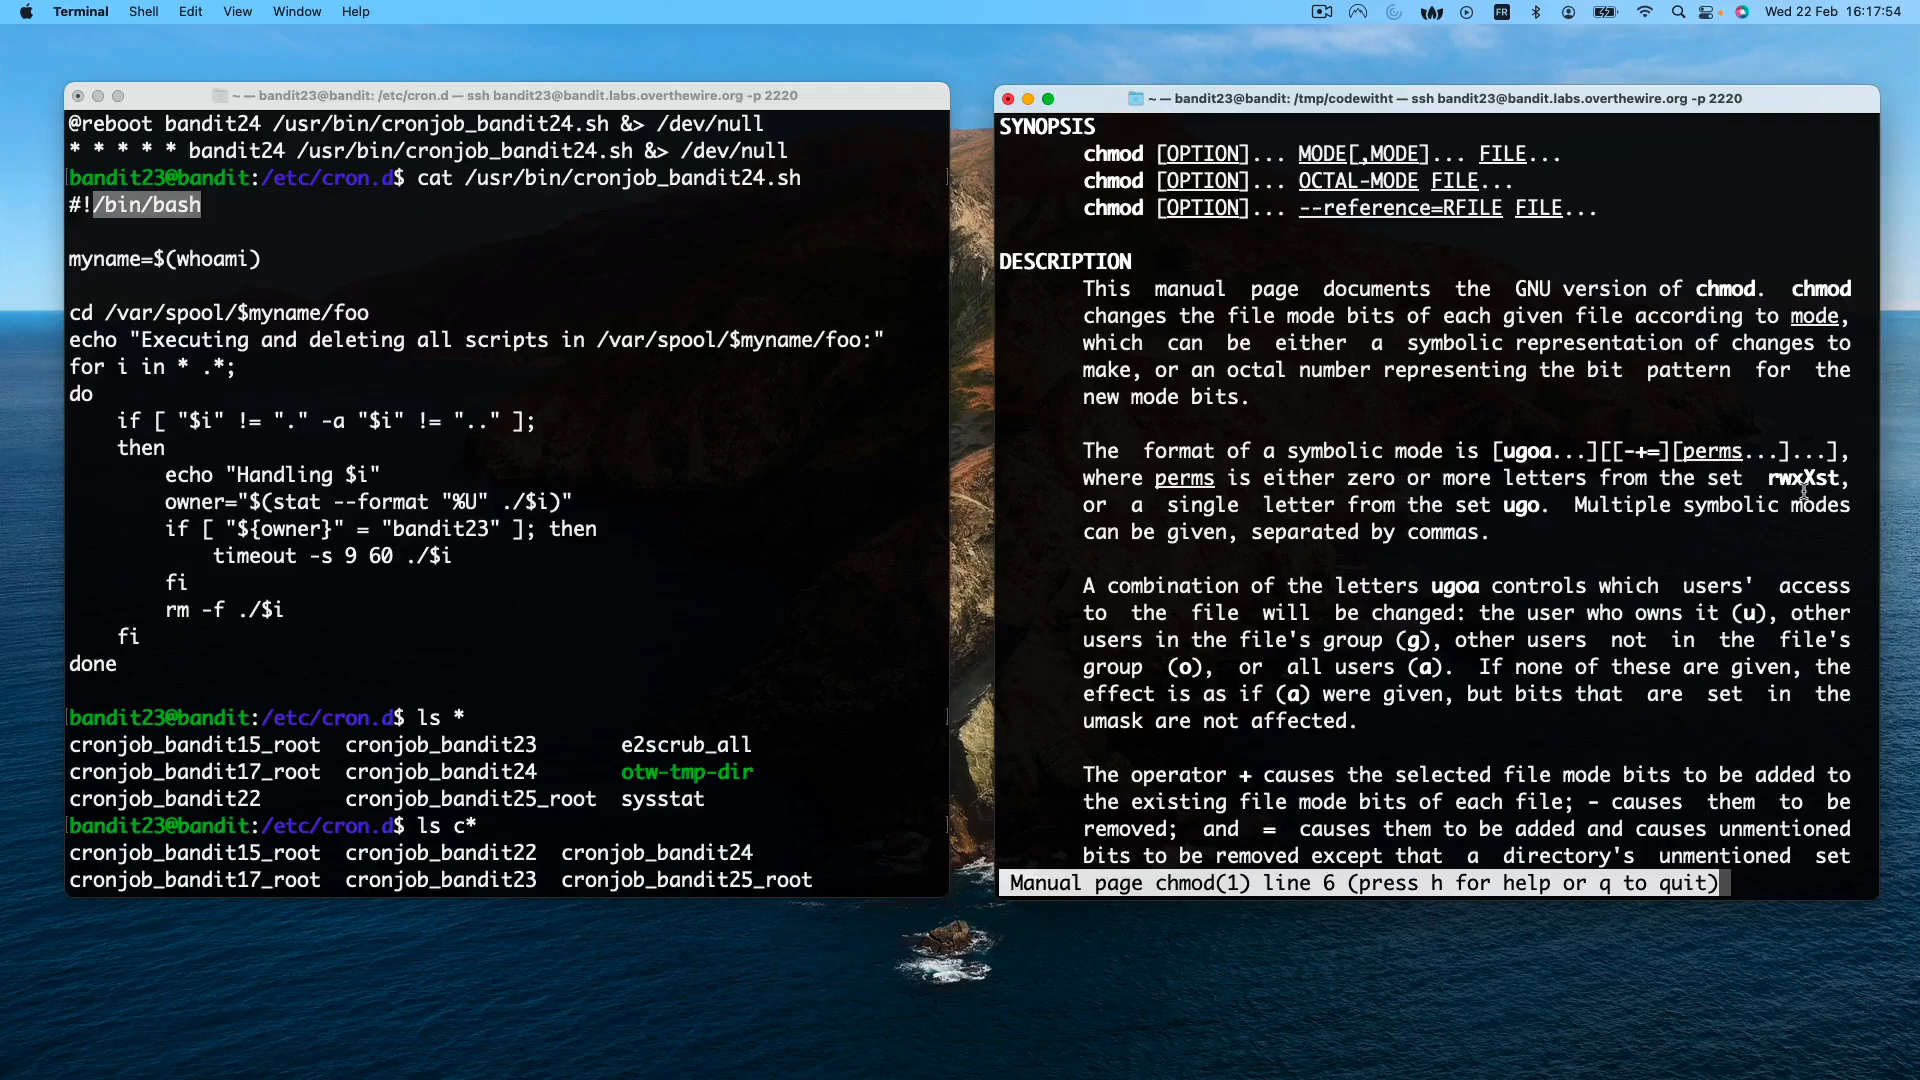 Terminal Shell Edit View Window Help FR Wed 22 Feb 16:17:54
~ — bandit23@bandit: /etc/cron.d — ssh bandit23@bandit.labs.overthewire.org -p 2220
@reboot bandit24 /usr/bin/cronjob_bandit24.sh &> /dev/null
* * * * * bandit24 /usr/bin/cronjob_bandit24.sh &> /dev/null
bandit23@bandit:/etc/cron.d$ cat /usr/bin/cronjob_bandit24.sh
#!/bin/bash
myname=$(whoami)
cd /var/spool/$myname/foo
echo "Executing and deleting all scripts in /var/spool/$myname/foo:"
for i in * .*;
do
if [ "$i" != "." -a "$i" != ".." ];
then
echo "Handling $i"
owner="$(stat --format "%U" ./$i)"
if [ "${owner}" = "bandit23" ]; then
timeout -s 9 60 ./$i
fi
rm -f ./$i
fi
done
bandit23@bandit:/etc/cron.d$ ls *
cronjob_bandit15_root cronjob_bandit23 e2scrub_all
cronjob_bandit17_root cronjob_bandit24 otw-tmp-dir
cronjob_bandit22 cronjob_bandit25_root sysstat
bandit23@bandit:/etc/cron.d$ ls c*
cronjob_bandit15_root cronjob_bandit22 cronjob_bandit24
cronjob_bandit17_root cronjob_bandit23 cronjob_bandit25_root
~ — bandit23@bandit: /tmp/codewitht — ssh bandit23@bandit.labs.overthewire.org -p 2220
SYNOPSIS
chmod [OPTION]... MODE[,MODE]... FILE...
chmod [OPTION]... OCTAL-MODE FILE...
chmod [OPTION]... --reference=RFILE FILE...
DESCRIPTION
This manual page documents the GNU version of chmod. chmod
changes the file mode bits of each given file according to mode,
which can be either a symbolic representation of changes to
make, or an octal number representing the bit pattern for the
new mode bits.
The format of a symbolic mode is [ugoa...][[-+=][perms...]...],
where perms is either zero or more letters from the set rwxXst,
or a single letter from the set ugo. Multiple symbolic modes
can be given, separated by commas.
A combination of the letters ugoa controls which users' access
to the file will be changed: the user who owns it (u), other
users in the file's group (g), other users not in the file's
group (o), or all users (a). If none of these are given, the
effect is as if (a) were given, but bits that are set in the
umask are not affected.
The operator + causes the selected file mode bits to be added to
the existing file mode bits of each file; - causes them to be
removed; and = causes them to be added and causes unmentioned
bits to be removed except that a directory's unmentioned set
Manual page chmod(1) line 6 (press h for help or q to quit)